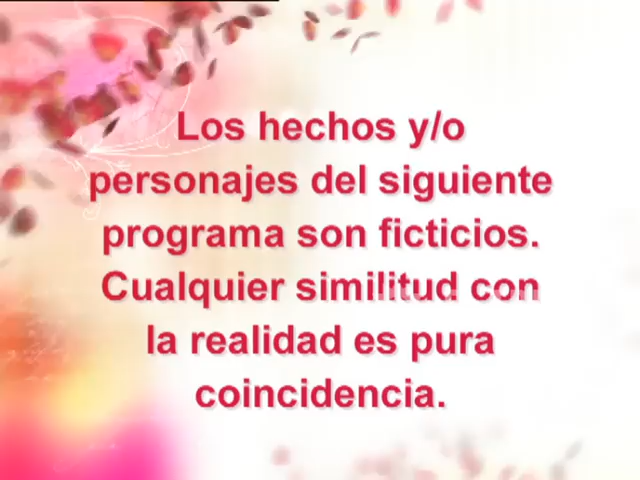 Los hechos y/o
personajes del siguiente
programa son ficticios.
Cualquier similitud con
la realidad es pura
coincidencia.